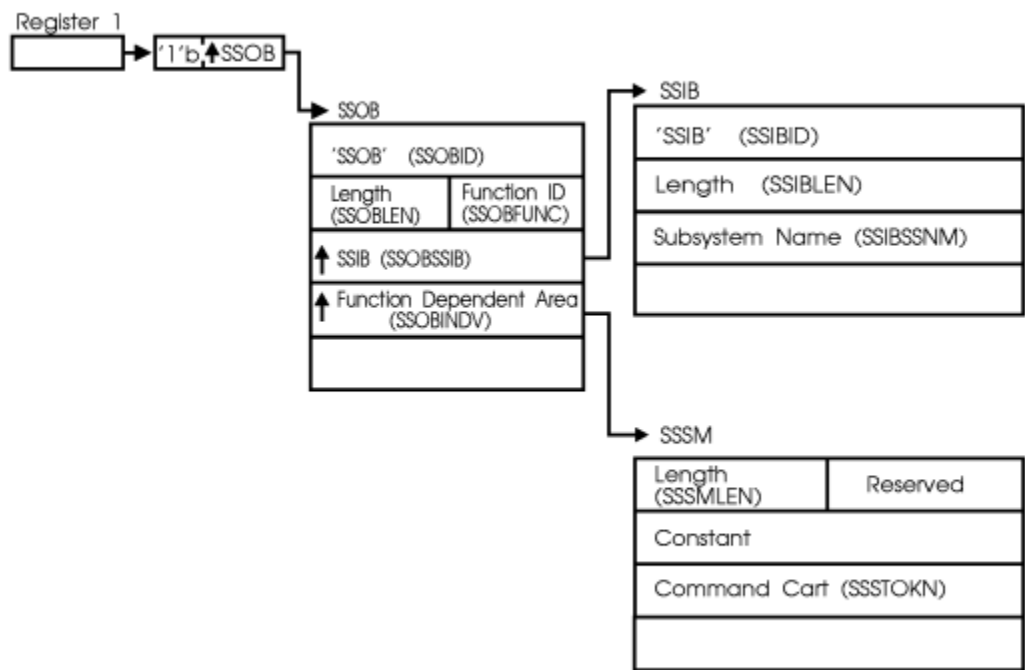 Register 1
'1'b ↑SSOB
SSOB
'SSOB' (SSOBID)
Length
(SSOBLEN)
Function ID
(SSOBFUNC)
↑ SSIB (SSOBSSIB)
↑ Function Dependent Area
(SSOBINDV)
SSIB
'SSIB' (SSIBID)
Length (SSIBLEN)
Subsystem Name (SSIBSSNM)
SSSM
Length
(SSSMLEN)
Reserved
Constant
Command Cart (SSSTOKN)